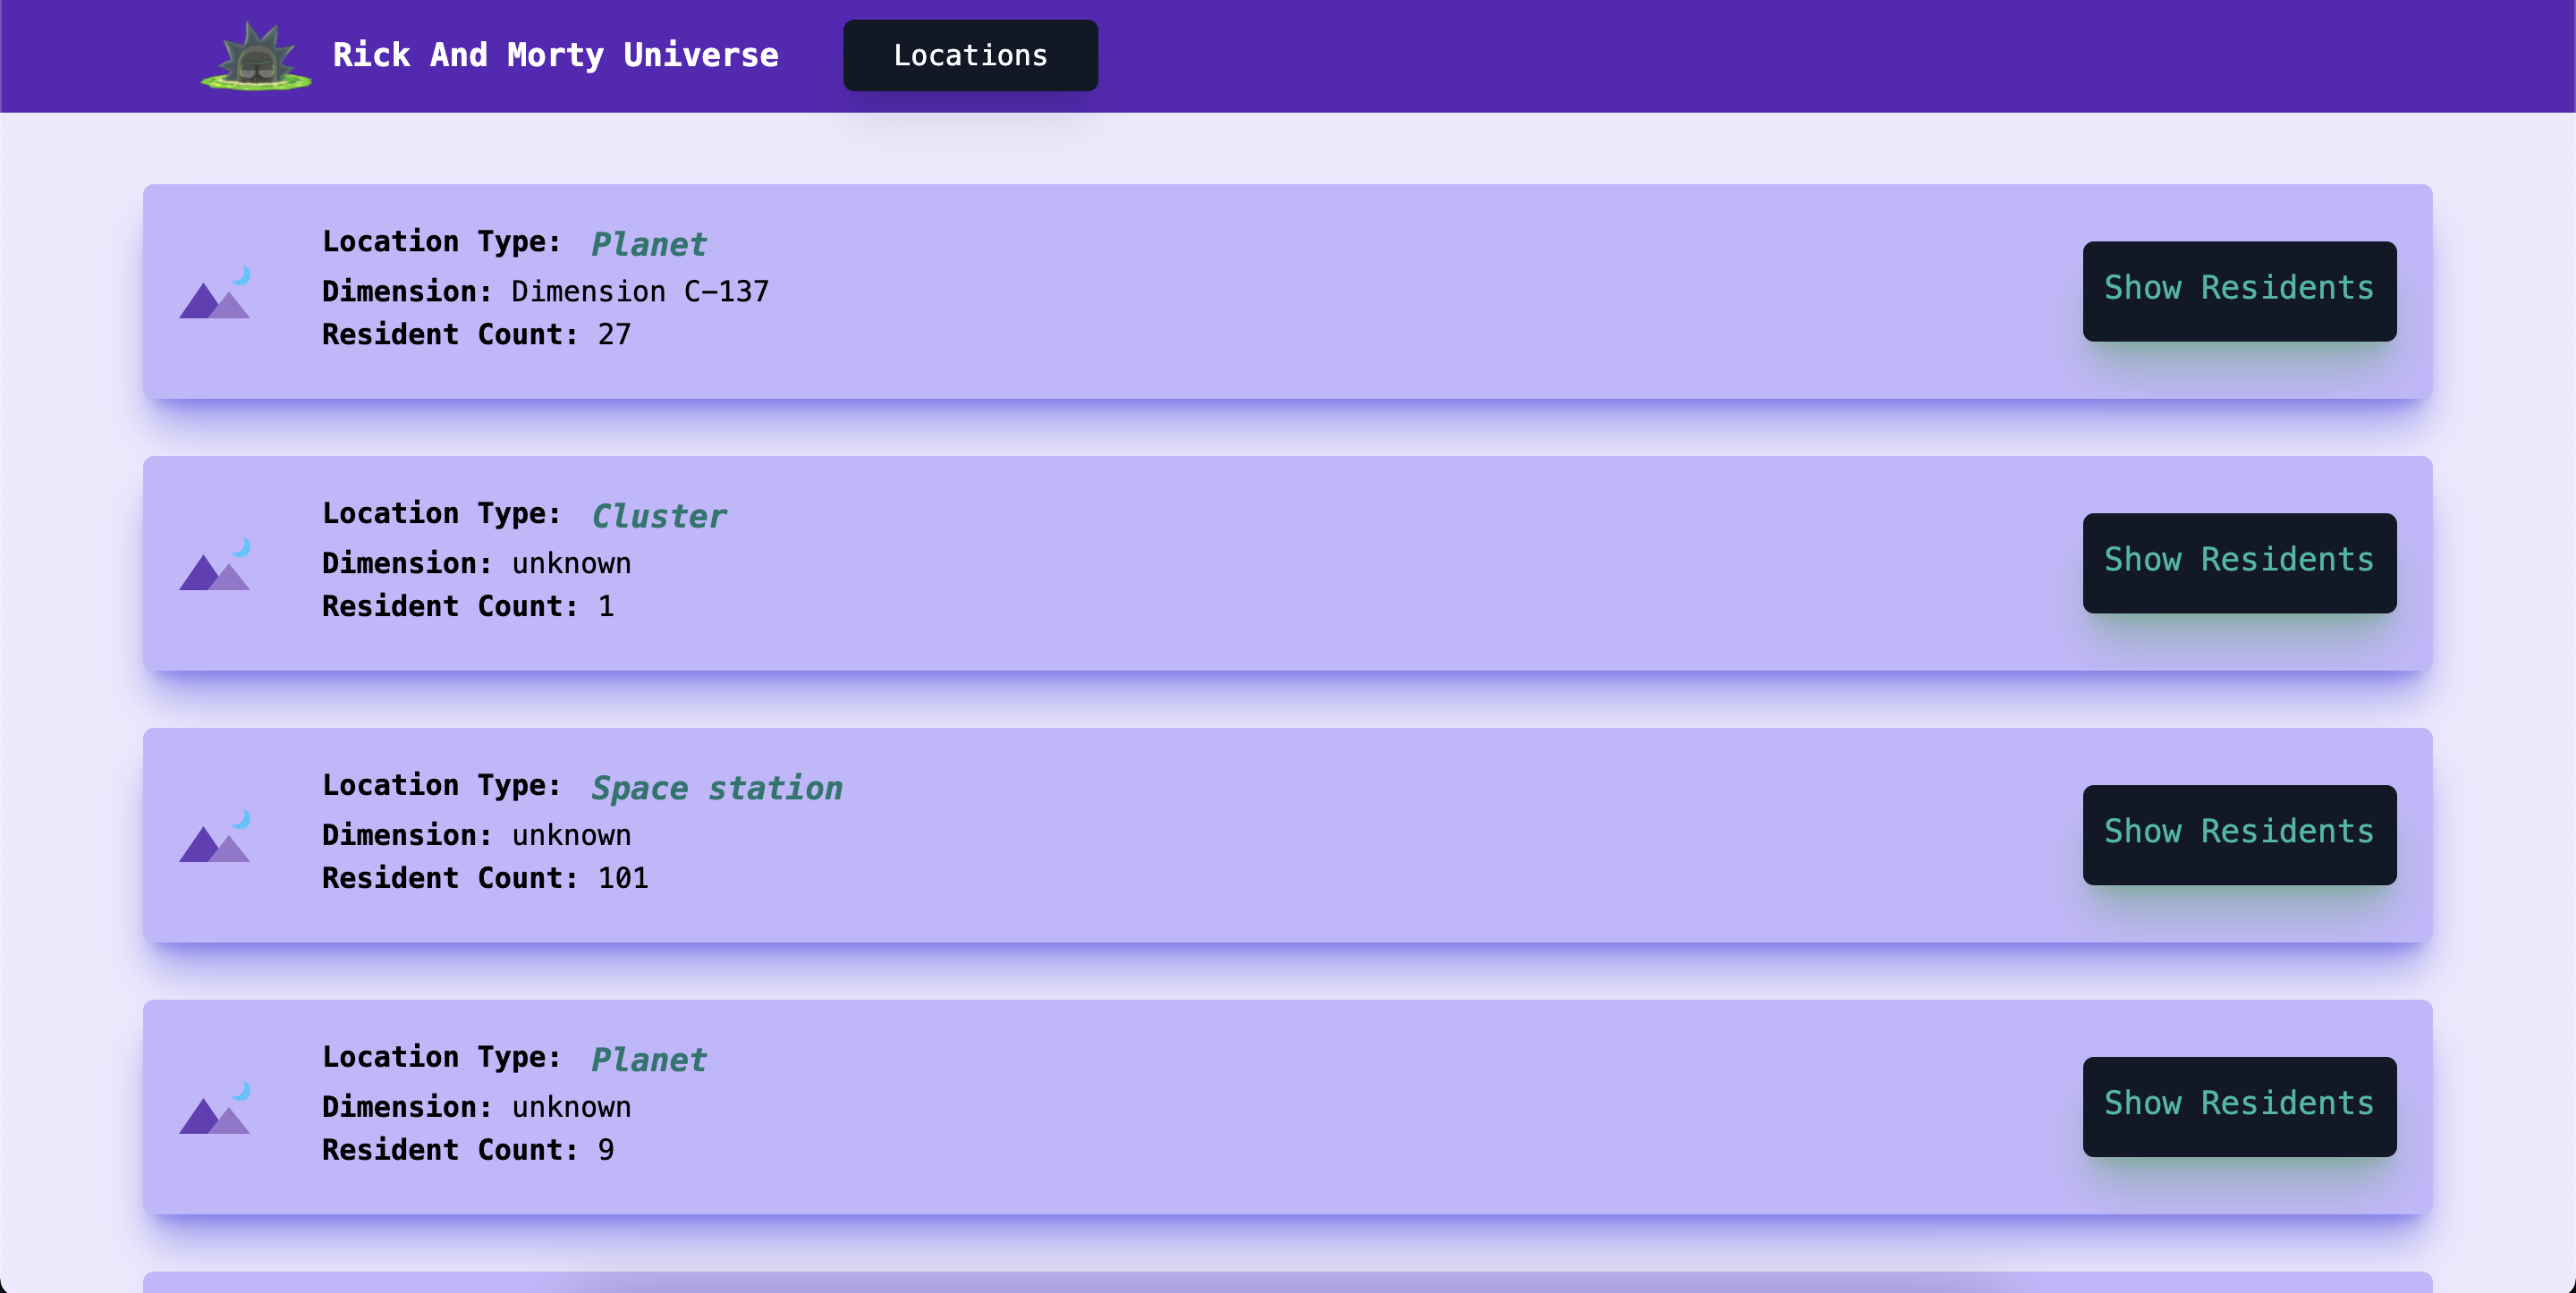 Rick And Morty Universe
Locations
Location Type: Planet
Dimension: Dimension C-137
Resident Count: 27
Show Residents
Location Type: Cluster
Dimension: unknown
Resident Count: 1
Show Residents
Location Type: Space station
Dimension: unknown
Resident Count: 101
Show Residents
Location Type: Planet
Dimension: unknown
Resident Count: 9
Show Residents